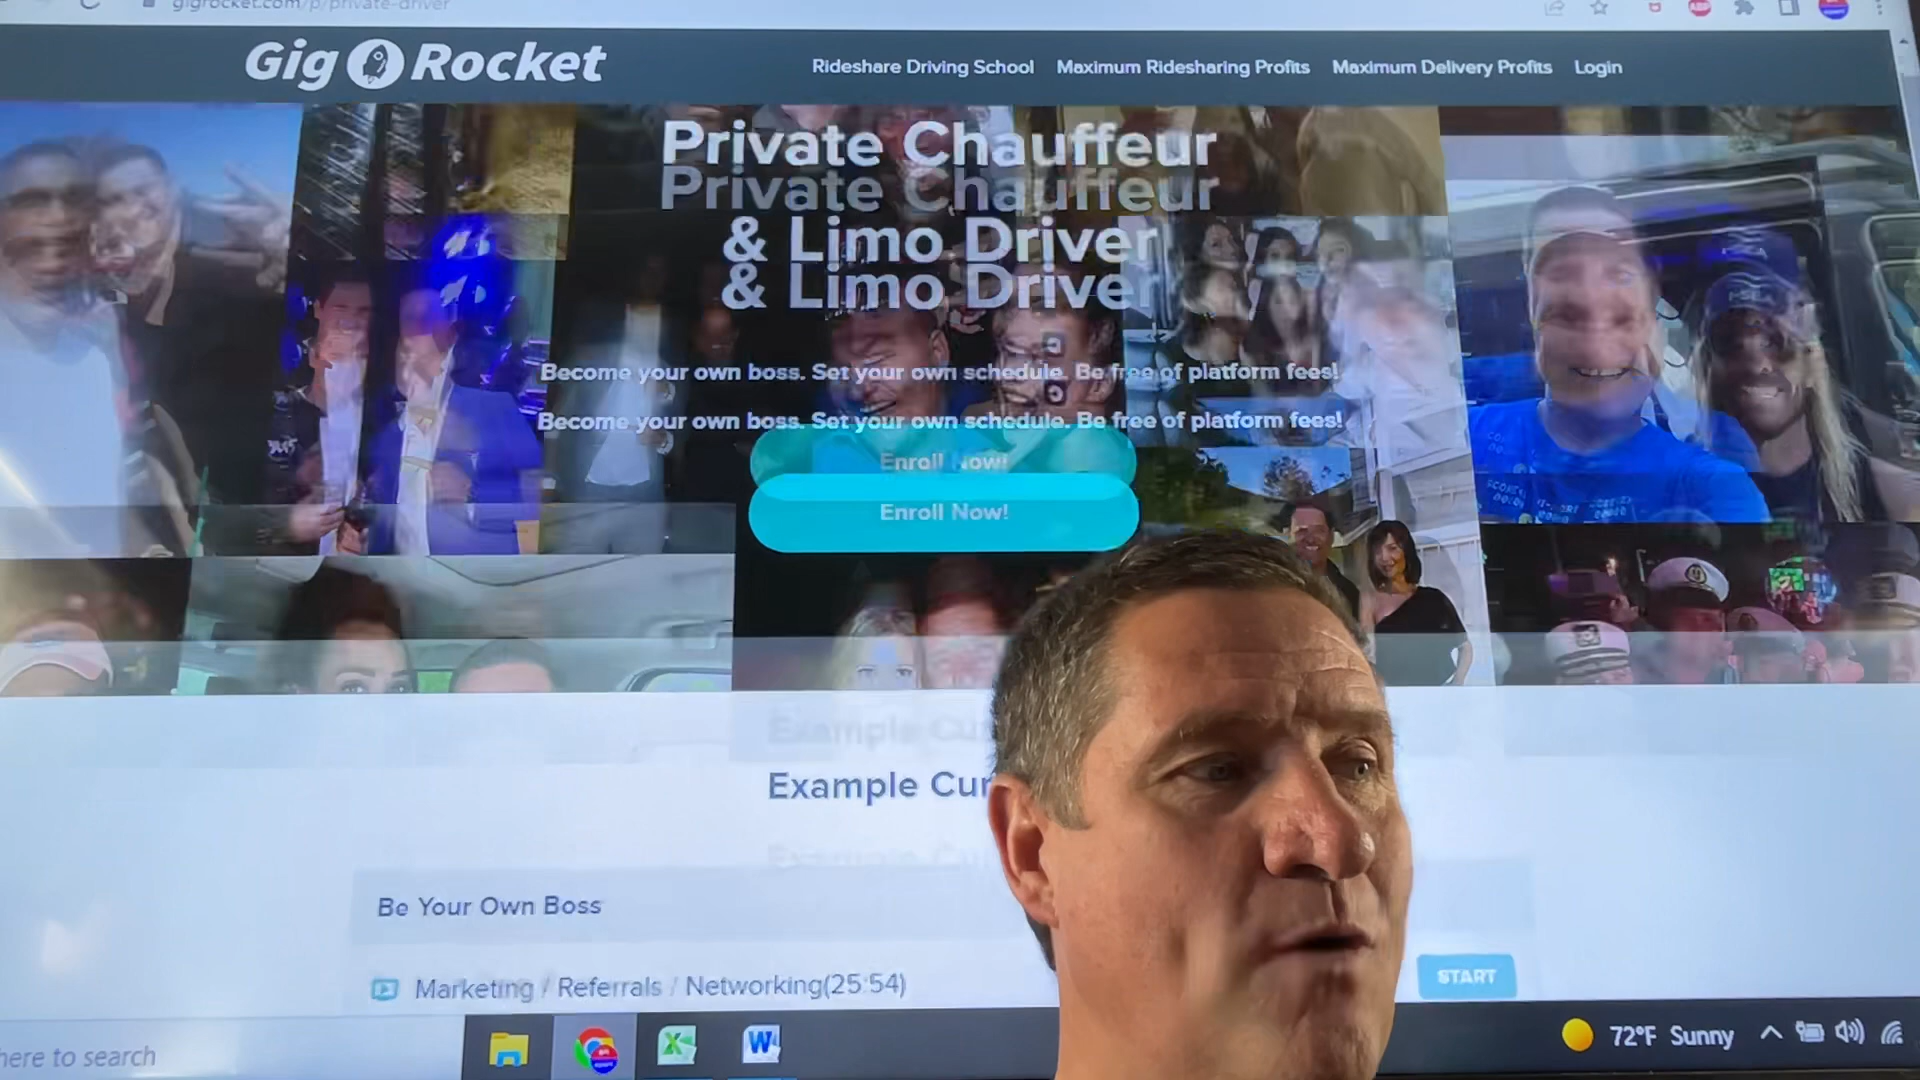 gigrocket.com/p/private-driver
Gig Rocket
Rideshare Driving School Maximum Ridesharing Profits Maximum Delivery Profits Login
Private Chauffeur
Private Chauffeur
& Limo Driver
& Limo Driver
Become your own boss. Set your own schedule. Be free of platform fees!
Become your own boss. Set your own schedule. Be free of platform fees!
Enroll Now!
Enroll Now!
Example Cur
Be Your Own Boss
Marketing / Referrals / Networking(25:54)
START
here to search
72°F Sunny